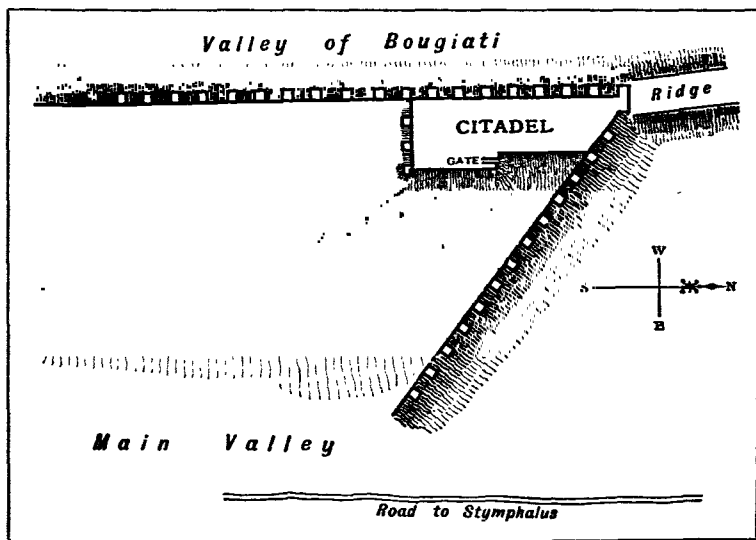 Valley of Bougiati
Ridge
CITADEL
GATE
W
S N
E
Main Valley
Road to Stymphalus